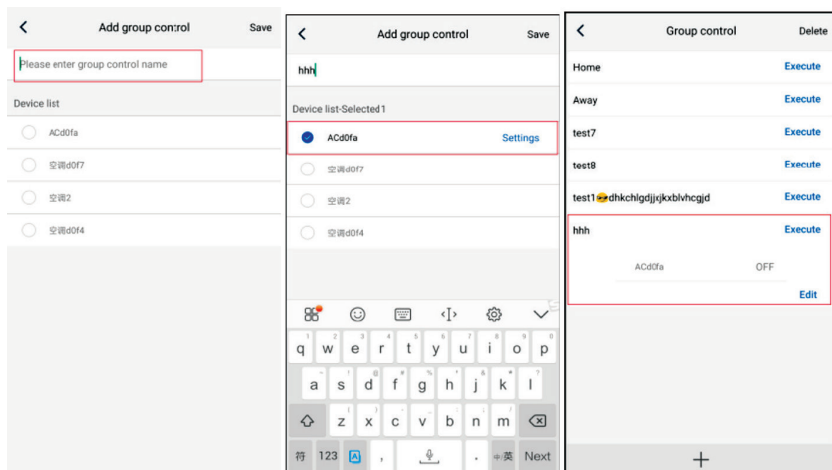 Add group control
Save
Please enter group control name
Device list
ACd0fa
空调d0f7
空调2
空调d0f4
Add group control
Save
hhh
Device list-Selected1
ACd0fa
Settings
空调d0f7
空调2
空调d0f4
q w e r t y u i o p
a s d f g h j k l
z x c v b n m
符 123 , . 中/英 Next
Group control
Delete
Home
Execute
Away
Execute
test7
Execute
test8
Execute
test1😎dhkchlgdjjxjkxblvhcgjd
Execute
hhh
Execute
ACd0fa
OFF
Edit